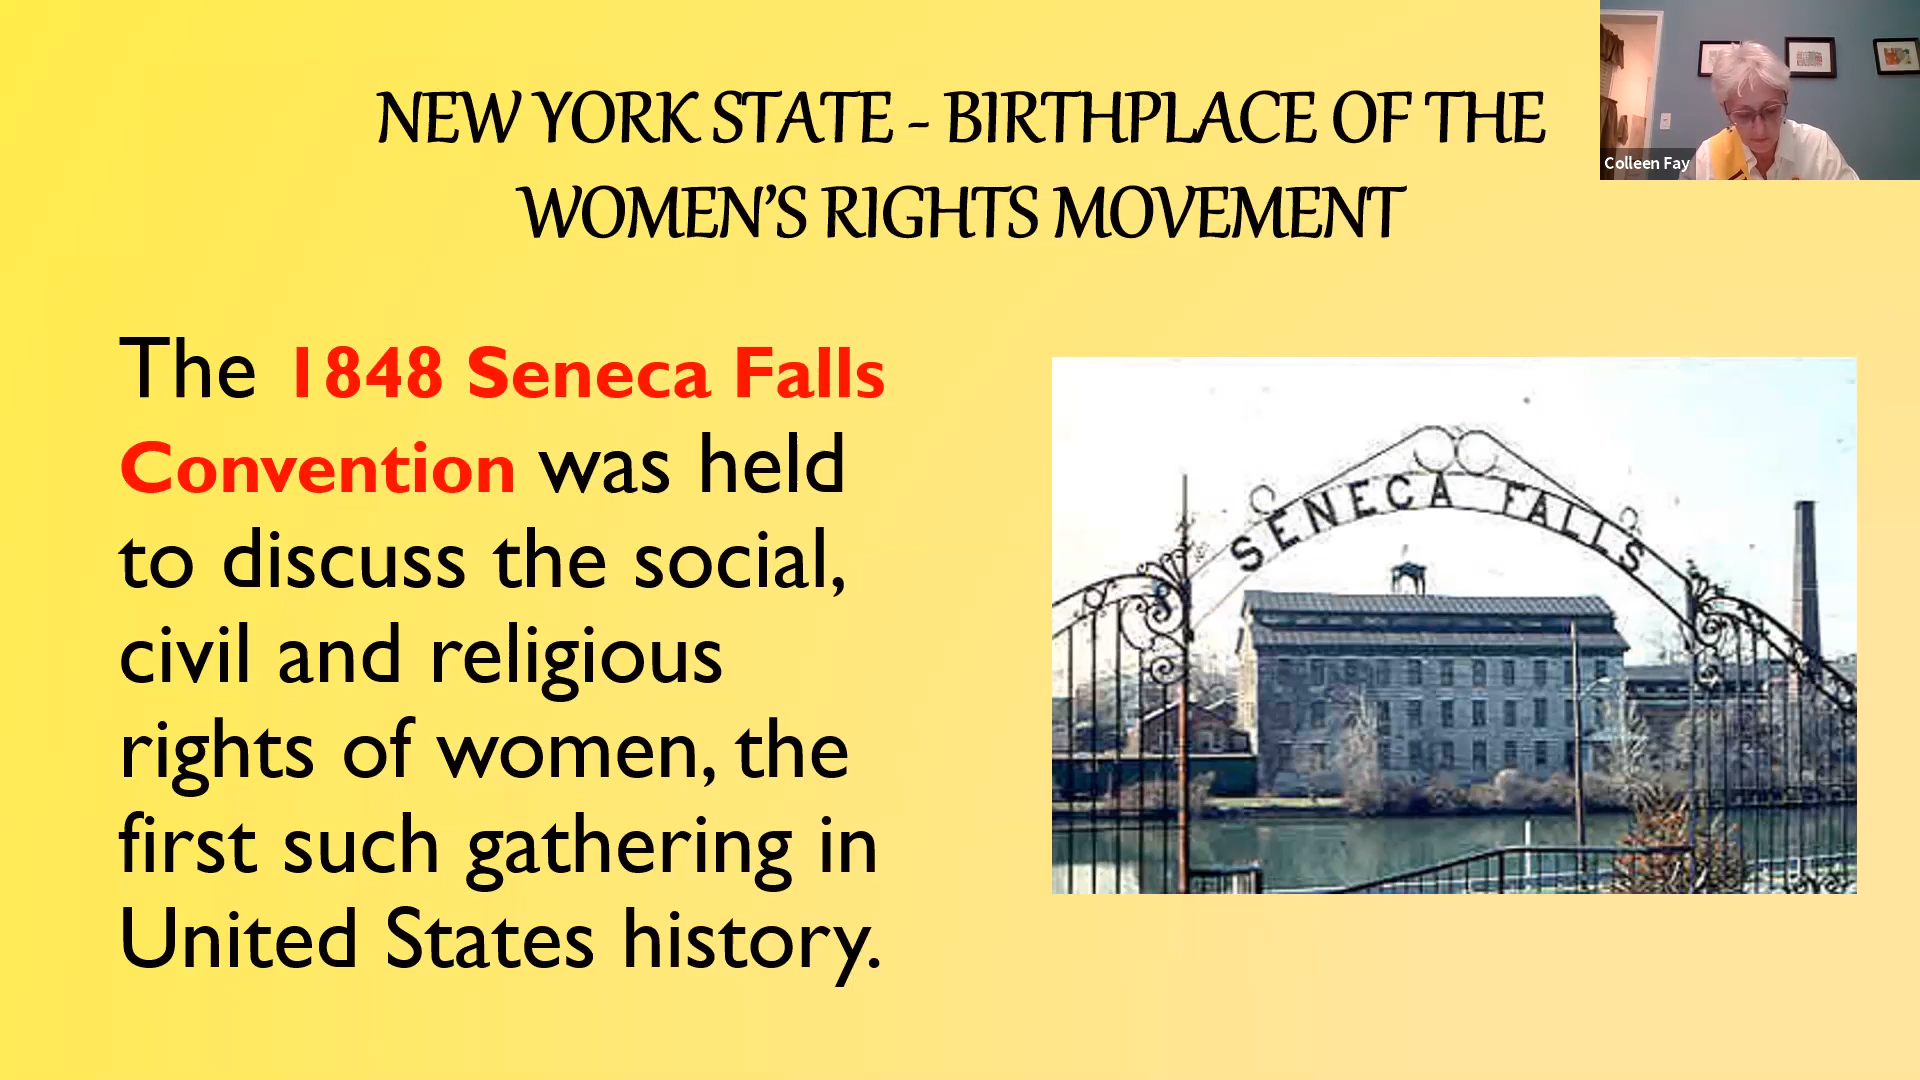 NEW YORK STATE - BIRTHPLACE OF THE
WOMEN'S RIGHTS MOVEMENT
Colleen Fay
The 1848 Seneca Falls
Convention was held
to discuss the social,
civil and religious
rights of women, the
first such gathering in
United States history.
SENECA FALLS